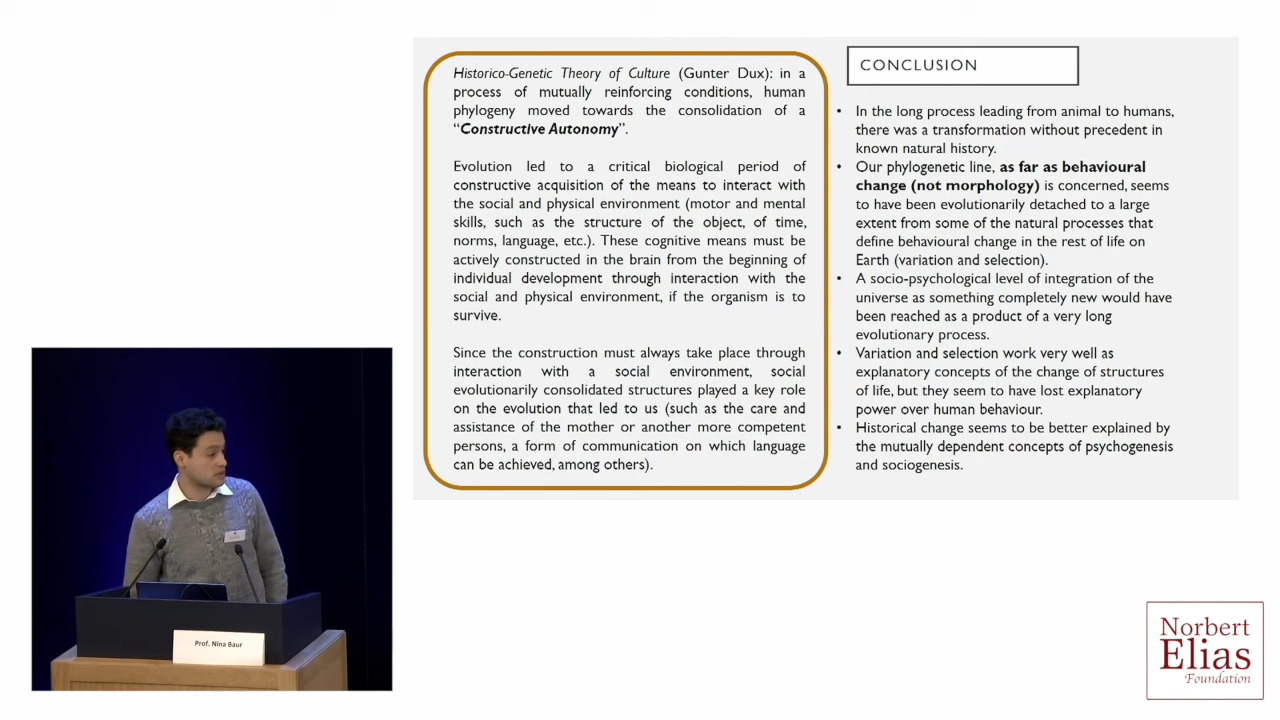 Historico-Genetic Theory of Culture (Gunter Dux): in a
process of mutually reinforcing conditions, human
phylogeny moved towards the consolidation of a
“Constructive Autonomy”.
Evolution led to a critical biological period of
constructive acquisition of the means to interact with
the social and physical environment (motor and mental
skills, such as the structure of the object, of time,
norms, language, etc.). These cognitive means must be
actively constructed in the brain from the beginning of
individual development through interaction with the
social and physical environment, if the organism is to
survive.
Since the construction must always take place through
interaction with a social environment, social
evolutionarily consolidated structures played a key role
on the evolution that led to us (such as the care and
assistance of the mother or another more competent
persons, a form of communication on which language
can be achieved, among others).
CONCLUSION
• In the long process leading from animal to humans,
there was a transformation without precedent in
known natural history.
• Our phylogenetic line, as far as behavioural
change (not morphology) is concerned, seems
to have been evolutionarily detached to a large
extent from some of the natural processes that
define behavioural change in the rest of life on
Earth (variation and selection).
• A socio-psychological level of integration of the
universe as something completely new would have
been reached as a product of a very long
evolutionary process.
• Variation and selection work very well as
explanatory concepts of the change of structures
of life, but they seem to have lost explanatory
power over human behaviour.
• Historical change seems to be better explained by
the mutually dependent concepts of psychogenesis
and sociogenesis.
Prof. Nina Baur
Norbert
Elias
Foundation